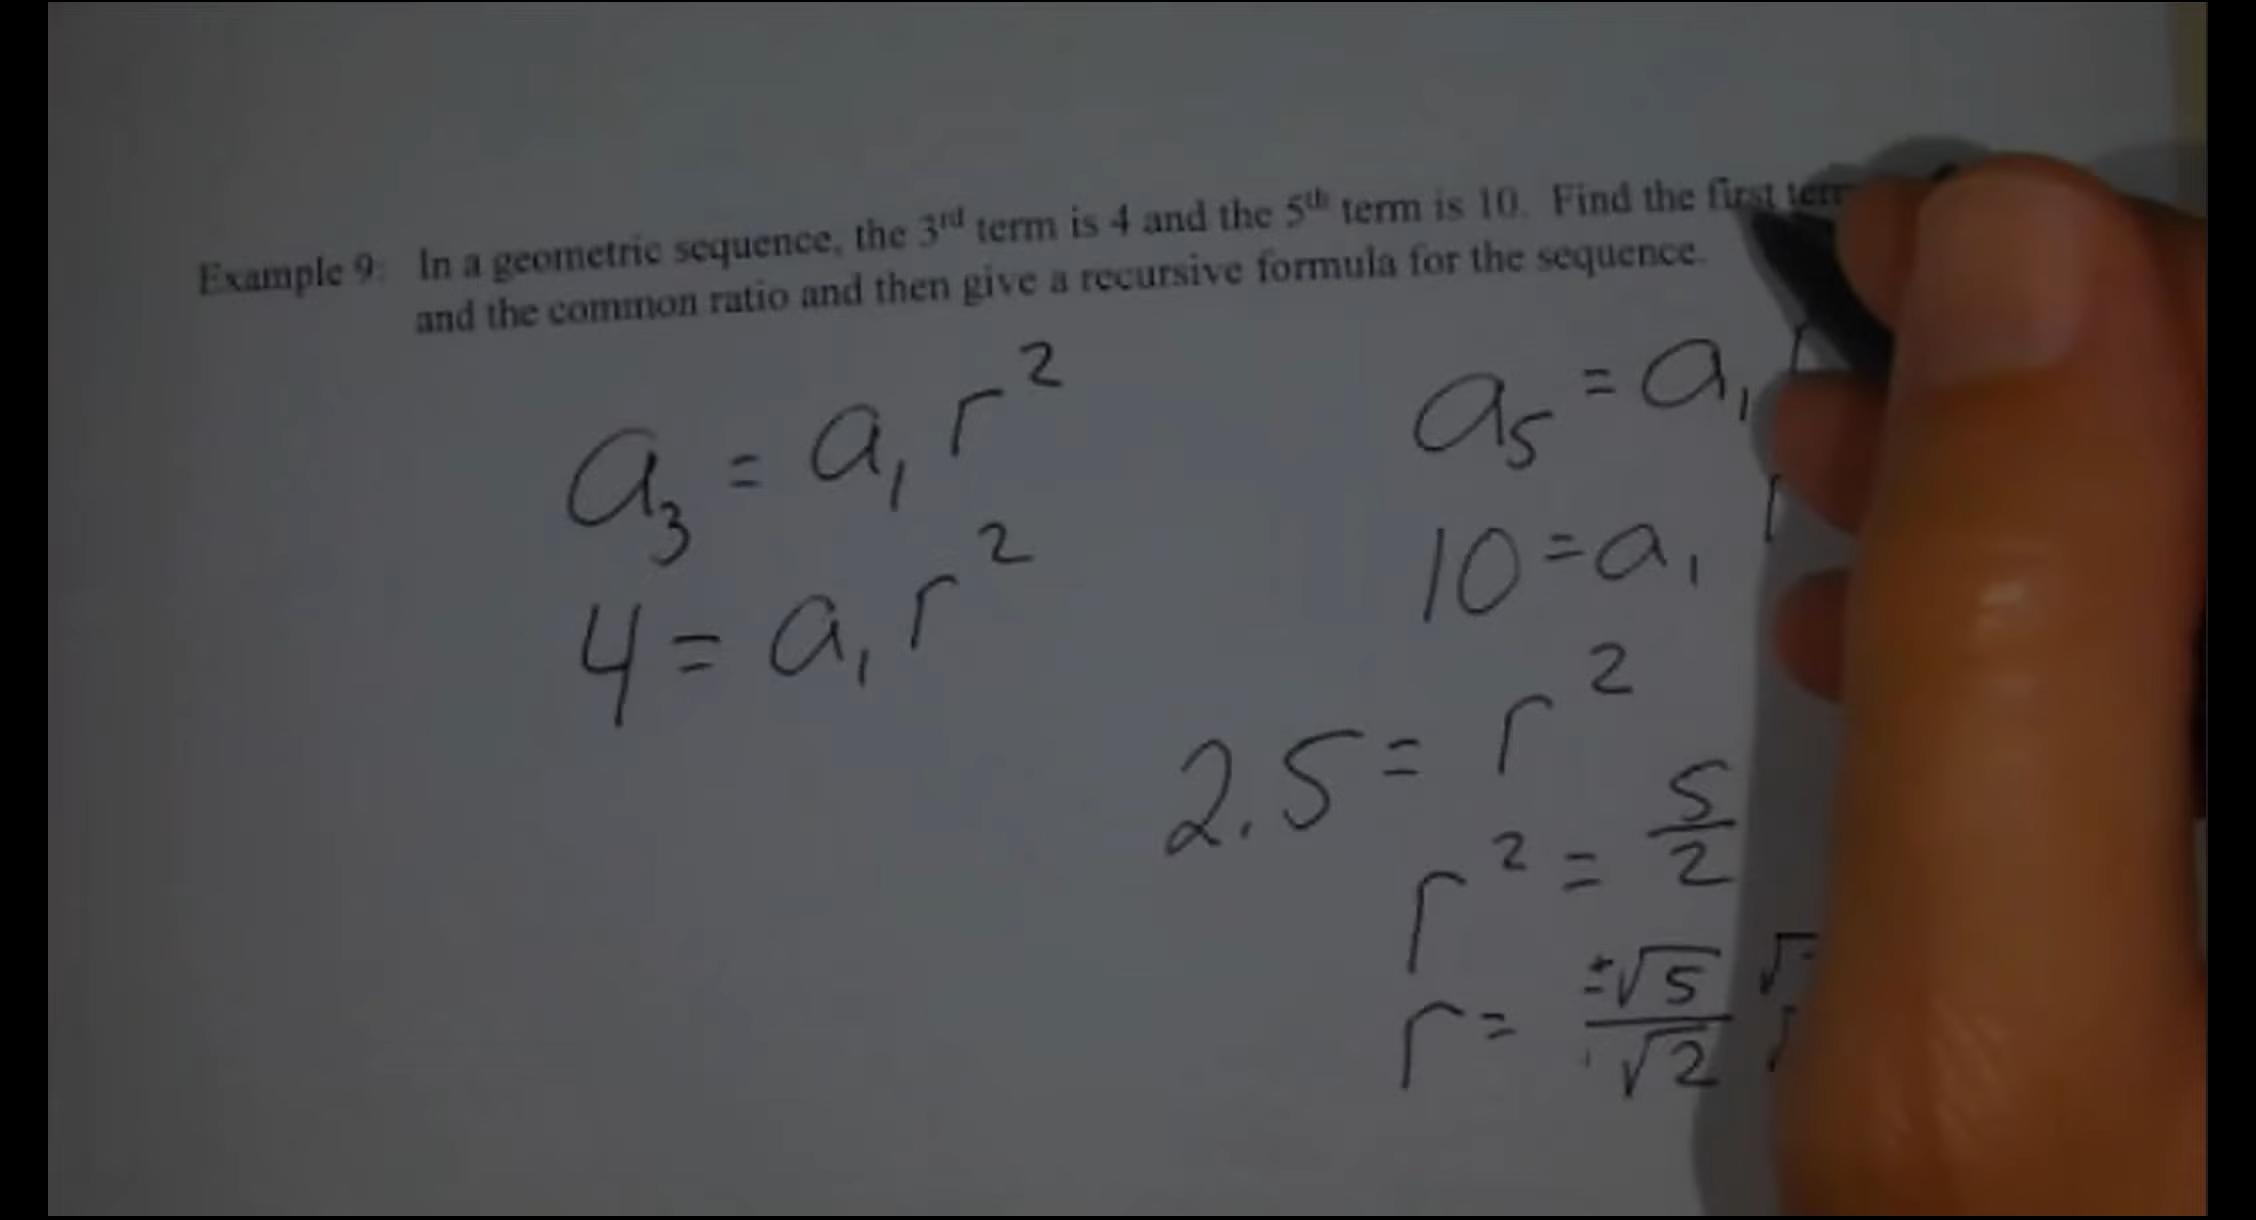 Example 9: In a geometric sequence, the 3rd term is 4 and the 5th term is 10. Find the first
and the common ratio and then give a recursive formula for the sequence.
a₃ = a₁ r²
a₅ = a₁ r
4 = a₁ r²
10 = a₁ r
2.5 = r²
r² = 5/2
r = ±√5/√2